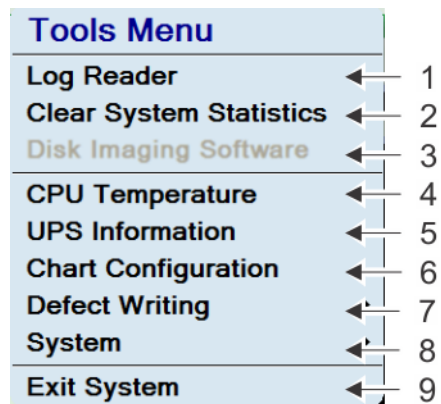 Tools Menu
Log Reader 1
Clear System Statistics 2
Disk Imaging Software 3
CPU Temperature 4
UPS Information 5
Chart Configuration 6
Defect Writing 7
System 8
Exit System 9